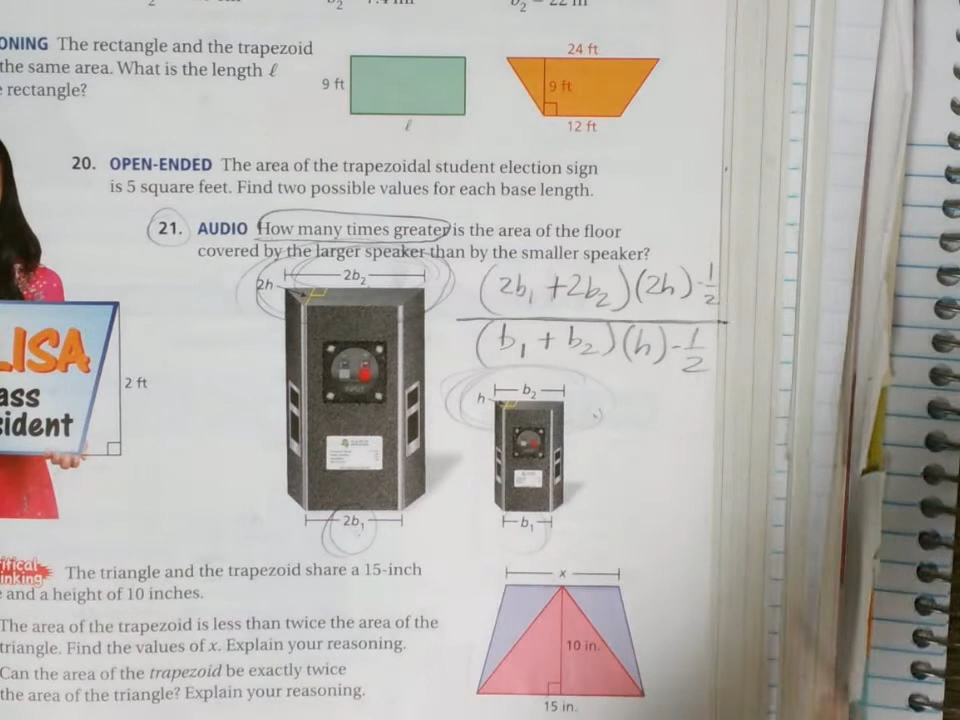 ONING The rectangle and the trapezoid
the same area. What is the length ℓ
rectangle?
24 ft
9 ft
9 ft
12 ft
ℓ
20. OPEN-ENDED The area of the trapezoidal student election sign
is 5 square feet. Find two possible values for each base length.
21. AUDIO How many times greater is the area of the floor
covered by the larger speaker than by the smaller speaker?
2h
2b₂
(2b₁ + 2b₂)(2h) · 1/2
(b₁ + b₂)(h) - 1/2
LISA
ass
ident
2 ft
h
b₂
2b₁
b₁
itical
inking
The triangle and the trapezoid share a 15-inch
and a height of 10 inches.
The area of the trapezoid is less than twice the area of the
triangle. Find the values of x. Explain your reasoning.
Can the area of the trapezoid be exactly twice
the area of the triangle? Explain your reasoning.
x
10 in.
15 in.